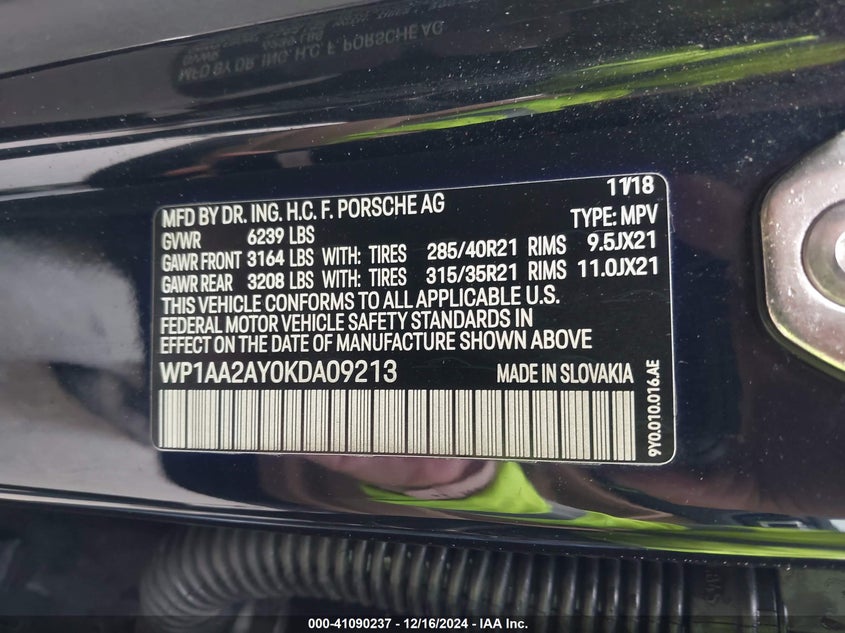 MFD BY DR. ING. H.C. F. PORSCHE AG 11/18
GVWR 6239 LBS TYPE: MPV
GAWR FRONT 3164 LBS WITH: TIRES 285/40R21 RIMS 9.5JX21
GAWR REAR 3208 LBS WITH: TIRES 315/35R21 RIMS 11.0JX21
THIS VEHICLE CONFORMS TO ALL APPLICABLE U.S.
FEDERAL MOTOR VEHICLE SAFETY STANDARDS IN
EFFECT ON THE DATE OF MANUFACTURE SHOWN ABOVE
WP1AA2AY0KDA09213 MADE IN SLOVAKIA
9Y0.010.016.AE
000-41090237 - 12/16/2024 - IAA Inc.